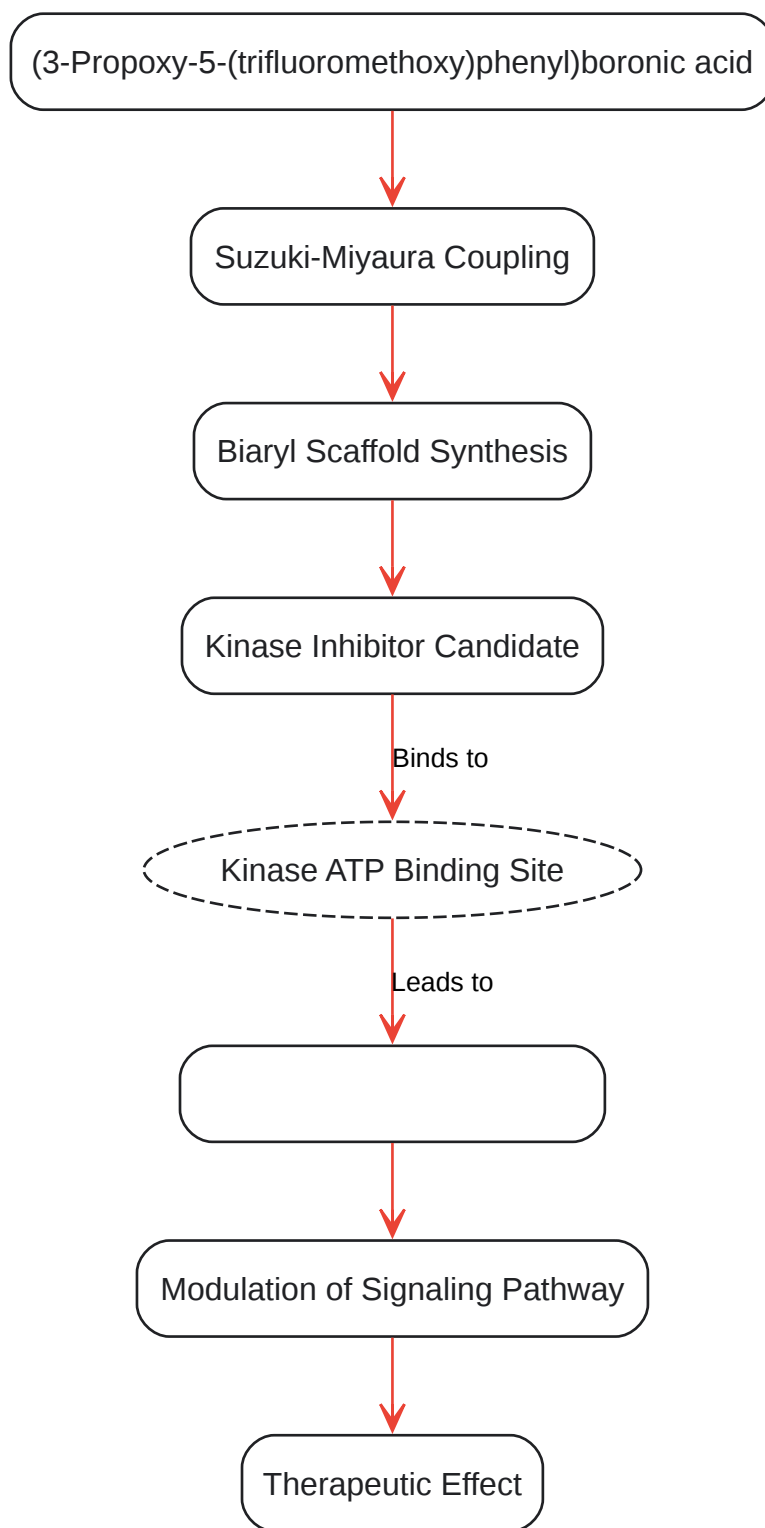 (3-Propoxy-5-(trifluoromethoxy)phenyl)boronic acid
Suzuki-Miyaura Coupling
Biaryl Scaffold Synthesis
Kinase Inhibitor Candidate
Binds to
Kinase ATP Binding Site
Leads to
Modulation of Signaling Pathway
Therapeutic Effect